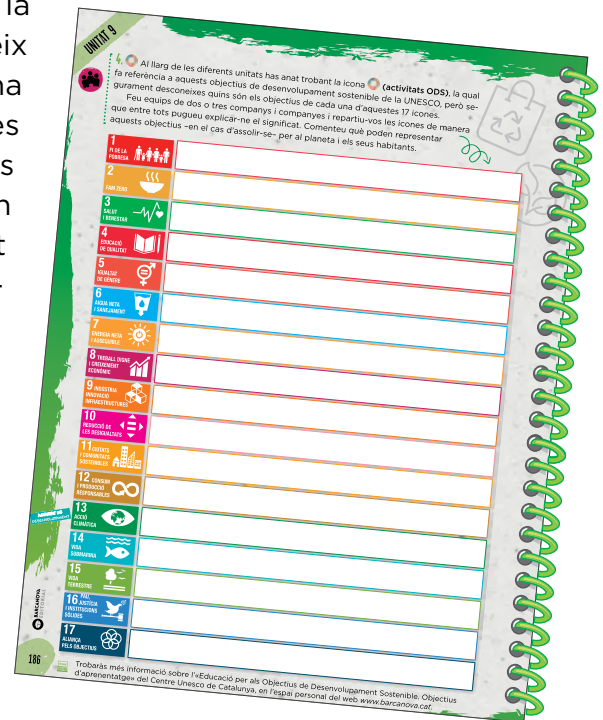 la
eix
na
es
s
n
t
UNITAT 9
4. Al llarg de les diferents unitats has anat trobant la icona (activitats ODS), la qual
fa referència a aquests objectius de desenvolupament sostenible de la UNESCO, però se-
gurament desconeixes quins són els objectius de cada una d'aquestes 17 icones.
Feu equips de dos o tres companys i companyes i repartiu-vos les icones de manera
que entre tots pugueu explicar-ne el significat. Comenteu què poden representar
aquests objectius –en el cas d'assolir-se– per al planeta i els seus habitants.
1
FI DE LA
POBRESA
2
FAM ZERO
3
SALUT
I BENESTAR
4
EDUCACIÓ
DE QUALITAT
5
IGUALTAT
DE GÈNERE
6
AIGUA NETA
I SANEJAMENT
7
ENERGIA NETA
I ASSEQUIBLE
8 TREBALL DIGNE
I CREIXEMENT
ECONÒMIC
9 INDÚSTRIA
INNOVACIÓ
INFRAESTRUCTURES
10
REDUCCIÓ DE
LES DESIGUALTATS
11 CIUTATS
I COMUNITATS
SOSTENIBLES
12 CONSUM
I PRODUCCIÓ
RESPONSABLES
13
ACCIÓ
CLIMÀTICA
14
VIDA
SUBMARINA
15
VIDA
TERRESTRE
16 PAU,
JUSTÍCIA
I INSTITUCIONS
SÒLIDES
17
ALIANÇA
PELS OBJECTIUS
BARCANOVA
EDITORIAL
186
Trobaràs més informació sobre l'«Educació per als Objectius de Desenvolupament Sostenible. Objectius
d'aprenentatge» del Centre Unesco de Catalunya, en l'espai personal del web www.barcanova.cat.